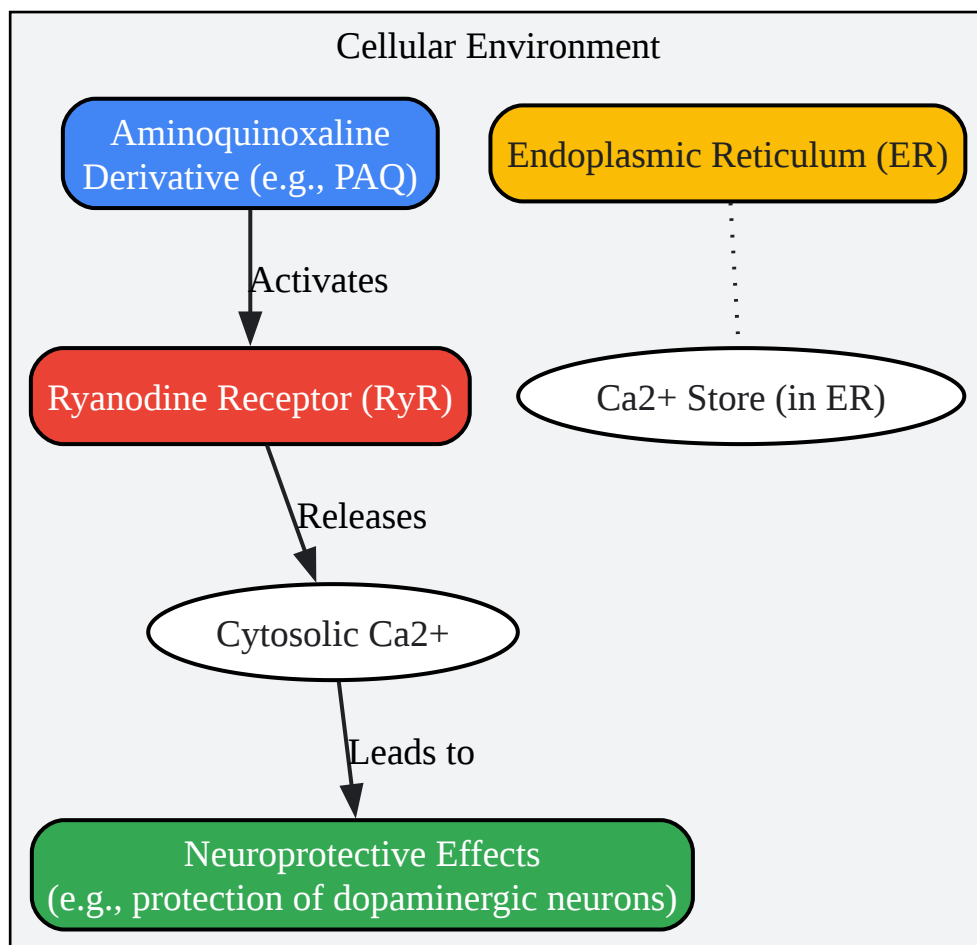 Cellular Environment
Aminoquinoxaline
Derivative (e.g., PAQ)
Endoplasmic Reticulum (ER)
Activates
Ryanodine Receptor (RyR)
Ca2+ Store (in ER)
Releases
Cytosolic Ca2+
Leads to
Neuroprotective Effects
(e.g., protection of dopaminergic neurons)